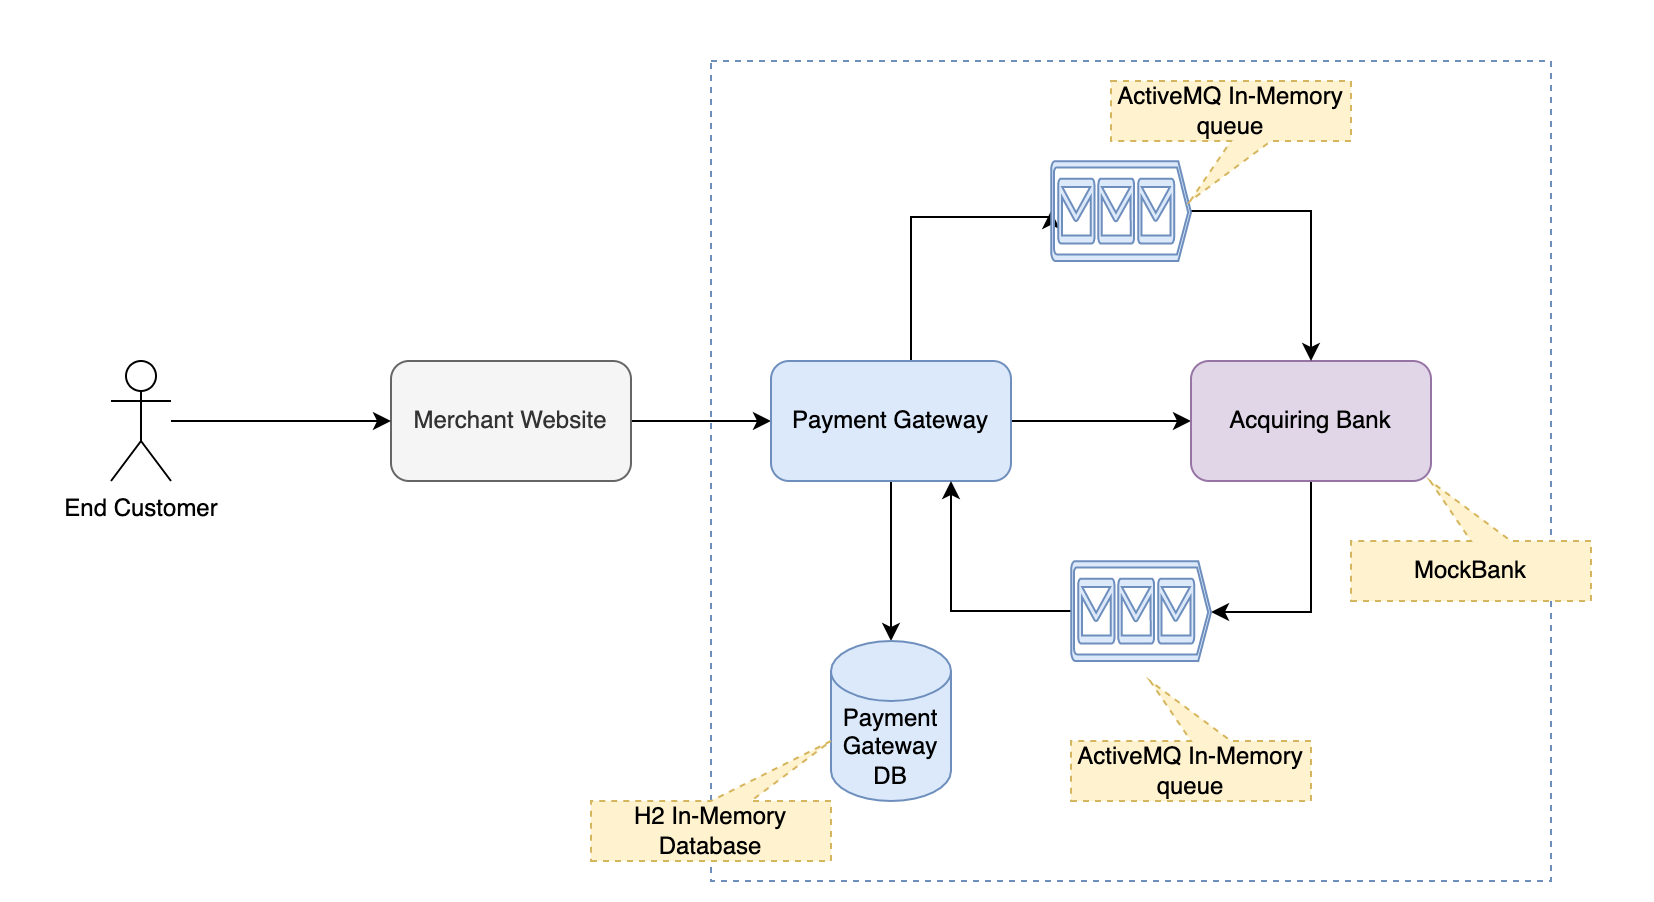 ActiveMQ In-Memory
queue
End Customer
Merchant Website
Payment Gateway
Acquiring Bank
MockBank
Payment
Gateway
DB
ActiveMQ In-Memory
queue
H2 In-Memory
Database